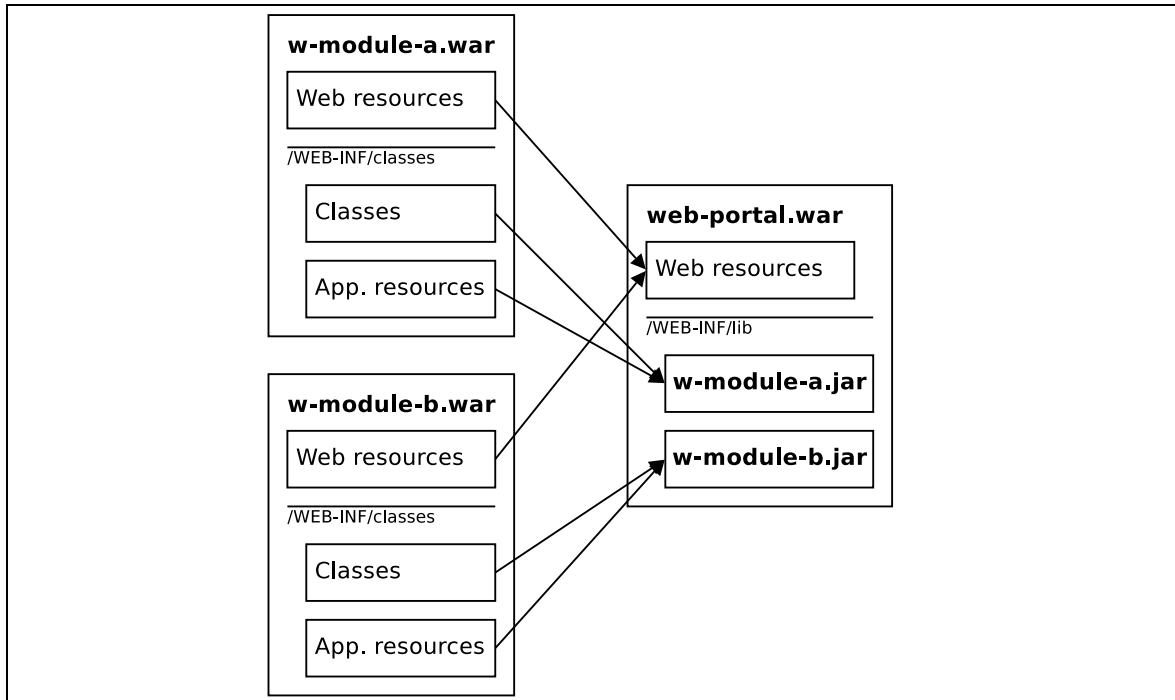 w-module-a.war
Web resources
/WEB-INF/classes
Classes
App. resources
w-module-b.war
Web resources
/WEB-INF/classes
Classes
App. resources
web-portal.war
Web resources
/WEB-INF/lib
w-module-a.jar
w-module-b.jar